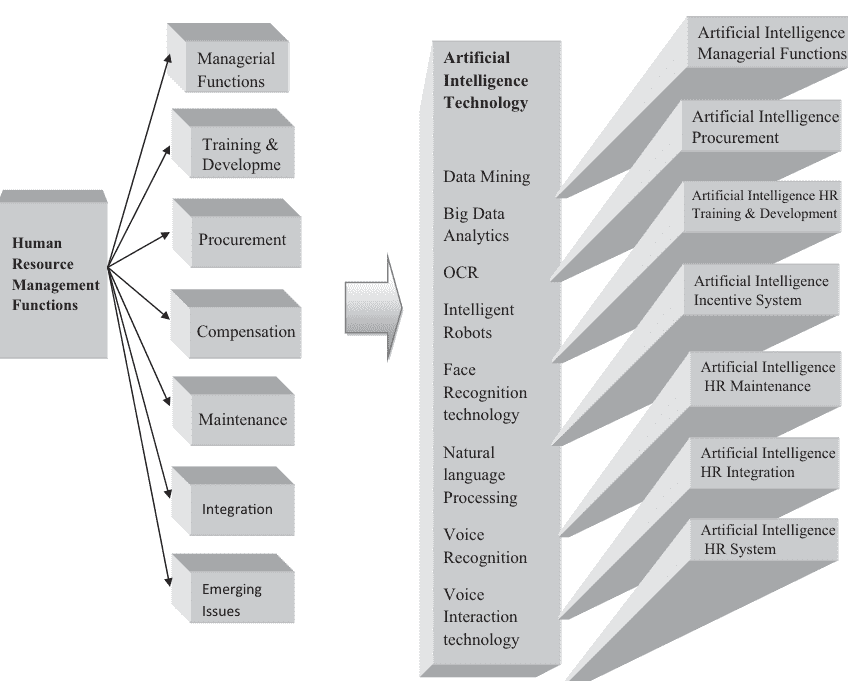 Human
Resource
Management
Functions
Managerial
Functions
Training &
Developme
Procurement
Compensation
Maintenance
Integration
Emerging
Issues
Artificial
Intelligence
Technology
Data Mining
Big Data
Analytics
OCR
Intelligent
Robots
Face
Recognition
technology
Natural
language
Processing
Voice
Recognition
Voice
Interaction
technology
Artificial Intelligence
Managerial Functions
Artificial Intelligence
Procurement
Artificial Intelligence HR
Training & Development
Artificial Intelligence
Incentive System
Artificial Intelligence
HR Maintenance
Artificial Intelligence
HR Integration
Artificial Intelligence
HR System